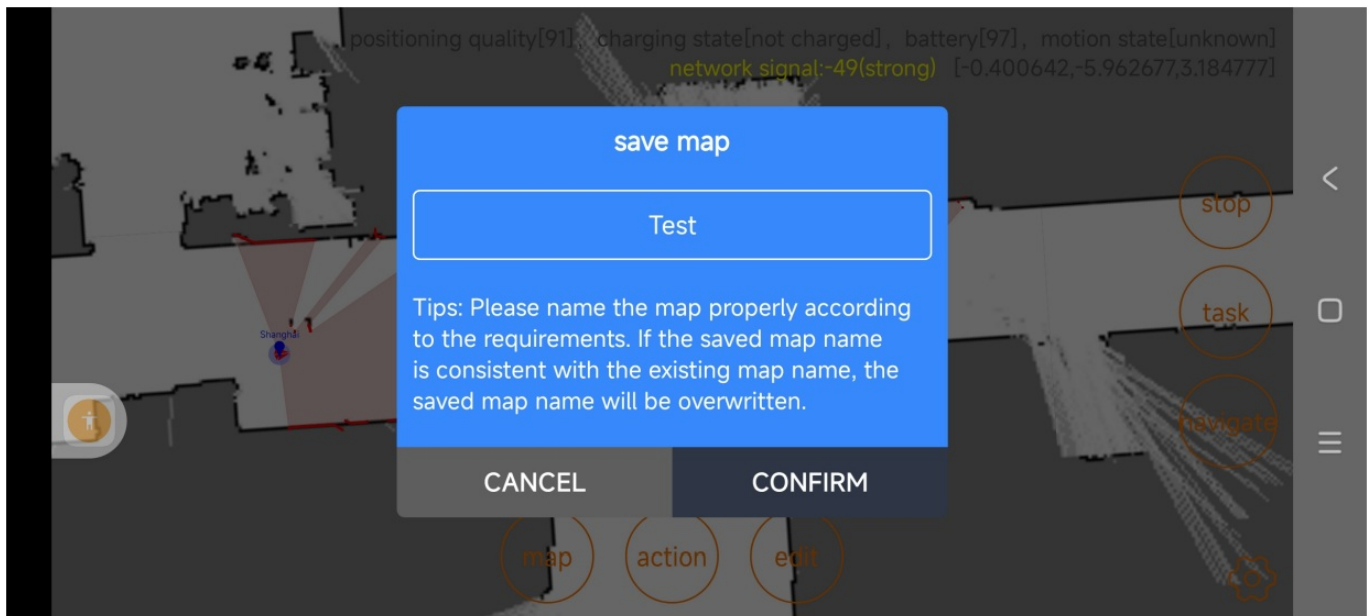 positioning quality[91], charging state[not charged], battery[97], motion state[unknown]
network signal:-49(strong) [-0.400642,-5.962677,3.184777]
save map
Test
Tips: Please name the map properly according
to the requirements. If the saved map name
is consistent with the existing map name, the
saved map name will be overwritten.
CANCEL
CONFIRM
stop
task
navigate
Shanghai
map
action
edit